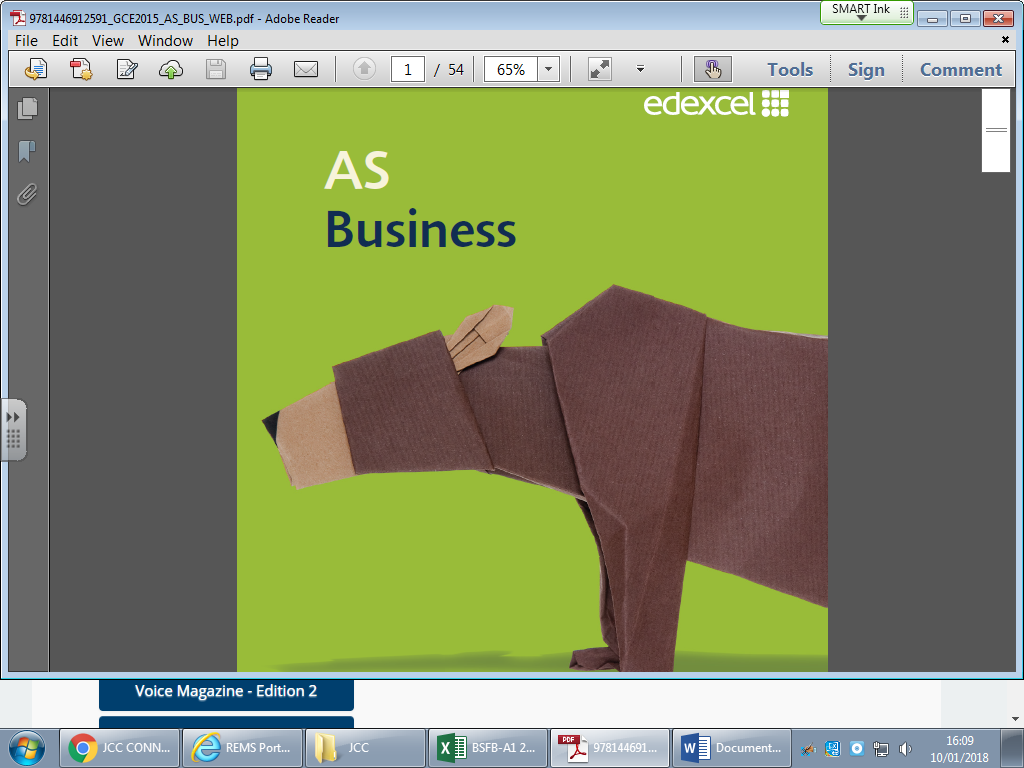 9781446912591_GCE2015_AS_BUS_WEB.pdf - Adobe Reader
SMART Ink
File Edit View Window Help
1 / 54 65% Tools Sign Comment
edexcel
AS
Business
Voice Magazine - Edition 2
JCC CONN... REMS Port... JCC BSFB-A1 2... 978144691... Document...
16:09
10/01/2018